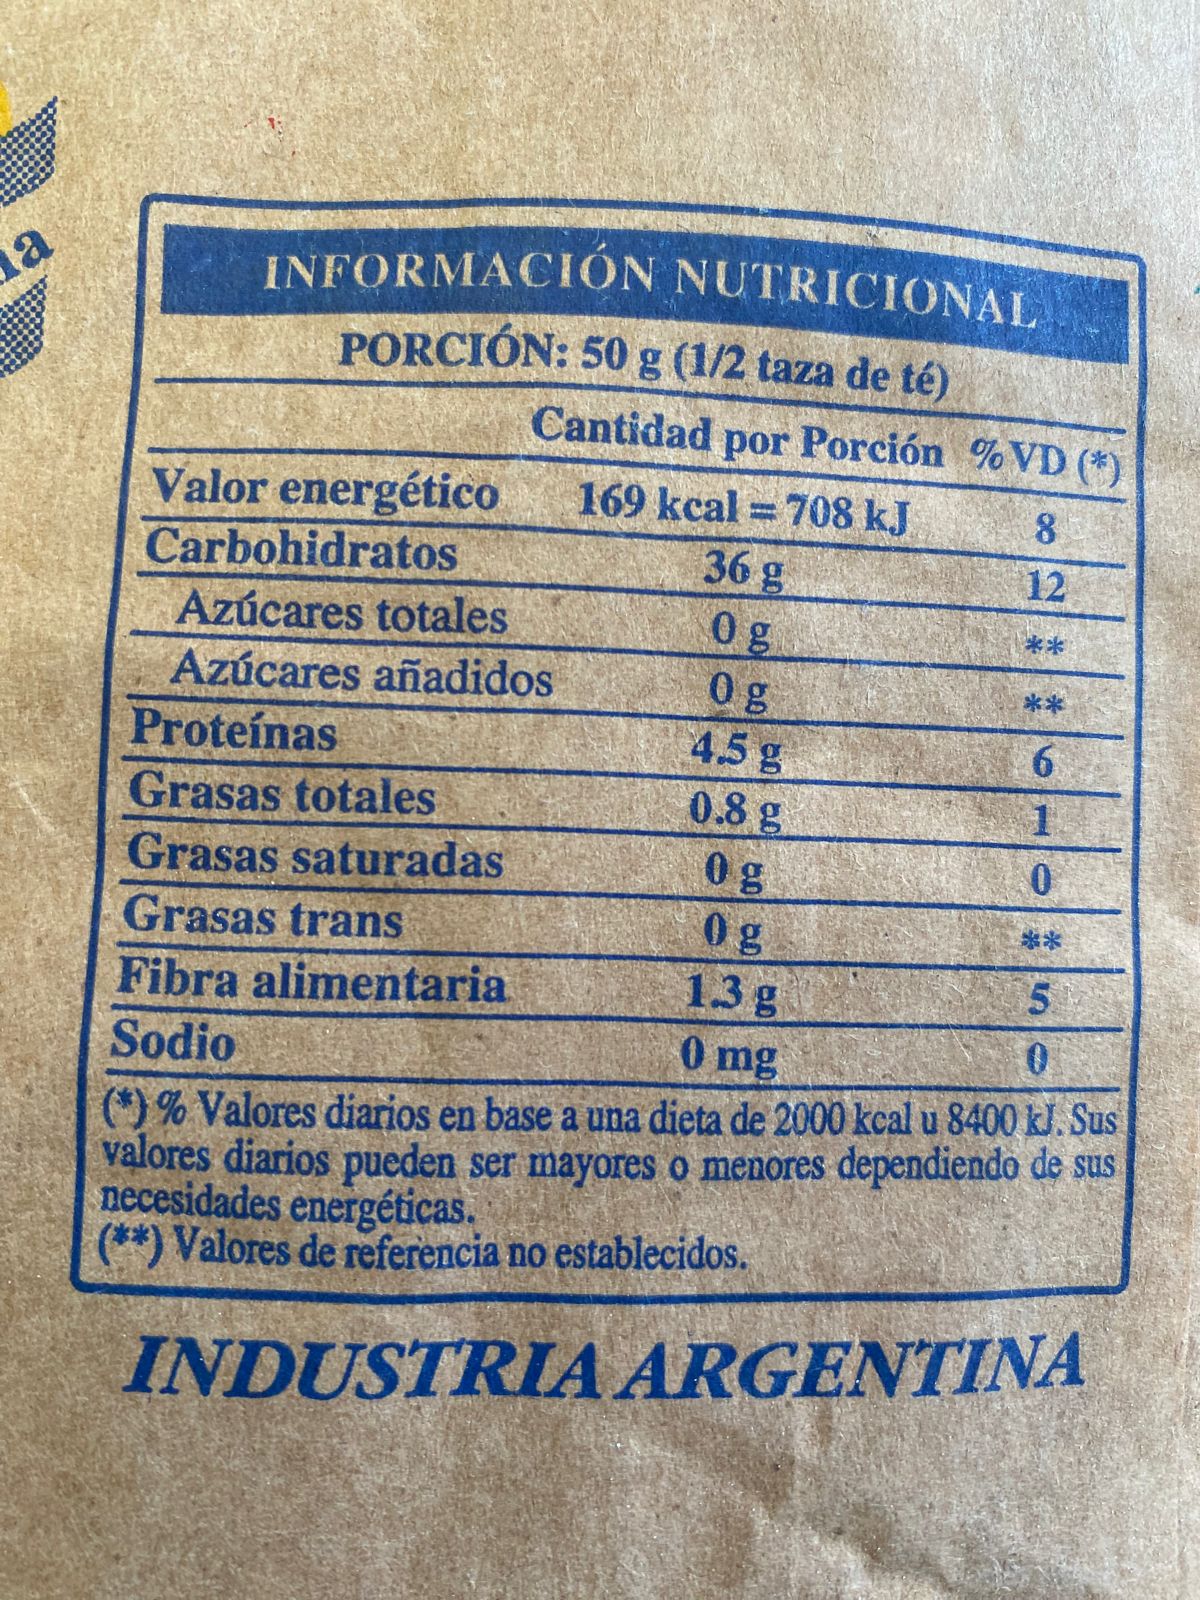 na
INFORMACIÓN NUTRICIONAL
PORCIÓN: 50 g (1/2 taza de té)
Cantidad por Porción % VD (*)
Valor energético 169 kcal = 708 kJ 8
Carbohidratos 36 g 12
Azúcares totales 0 g **
Azúcares añadidos 0 g **
Proteínas 4.5 g 6
Grasas totales 0.8 g 1
Grasas saturadas 0 g 0
Grasas trans 0 g **
Fibra alimentaria 1.3 g 5
Sodio 0 mg 0
(*) % Valores diarios en base a una dieta de 2000 kcal u 8400 kJ. Sus
valores diarios pueden ser mayores o menores dependiendo de sus
necesidades energéticas.
(**) Valores de referencia no establecidos.
INDUSTRIA ARGENTINA